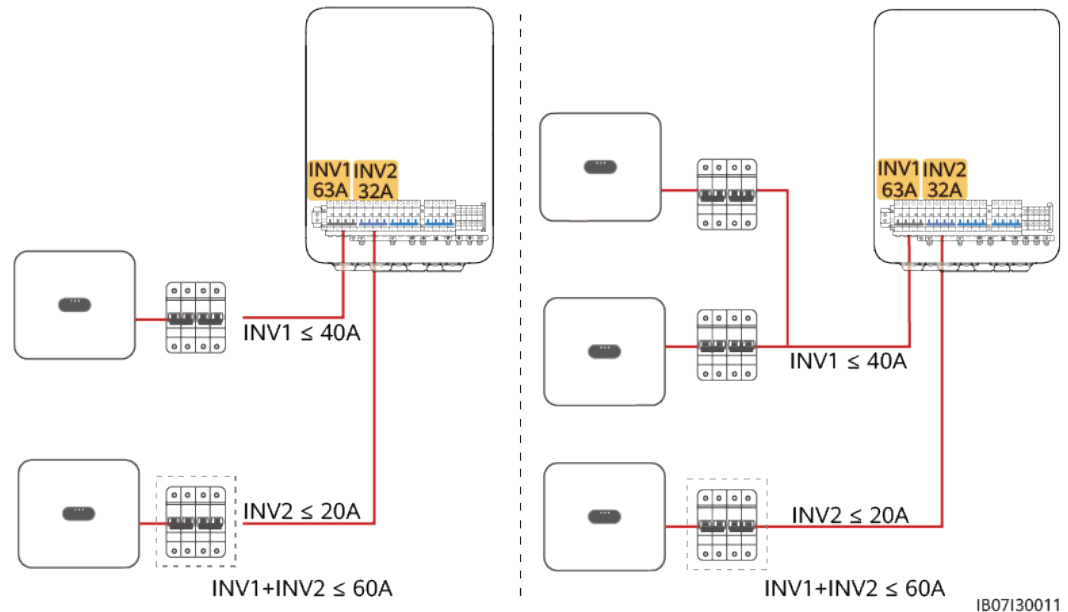 INV1
63A
INV2
32A
INV1 ≤ 40A
INV2 ≤ 20A
INV1+INV2 ≤ 60A
INV1
63A
INV2
32A
INV1 ≤ 40A
INV2 ≤ 20A
INV1+INV2 ≤ 60A
IB07I30011